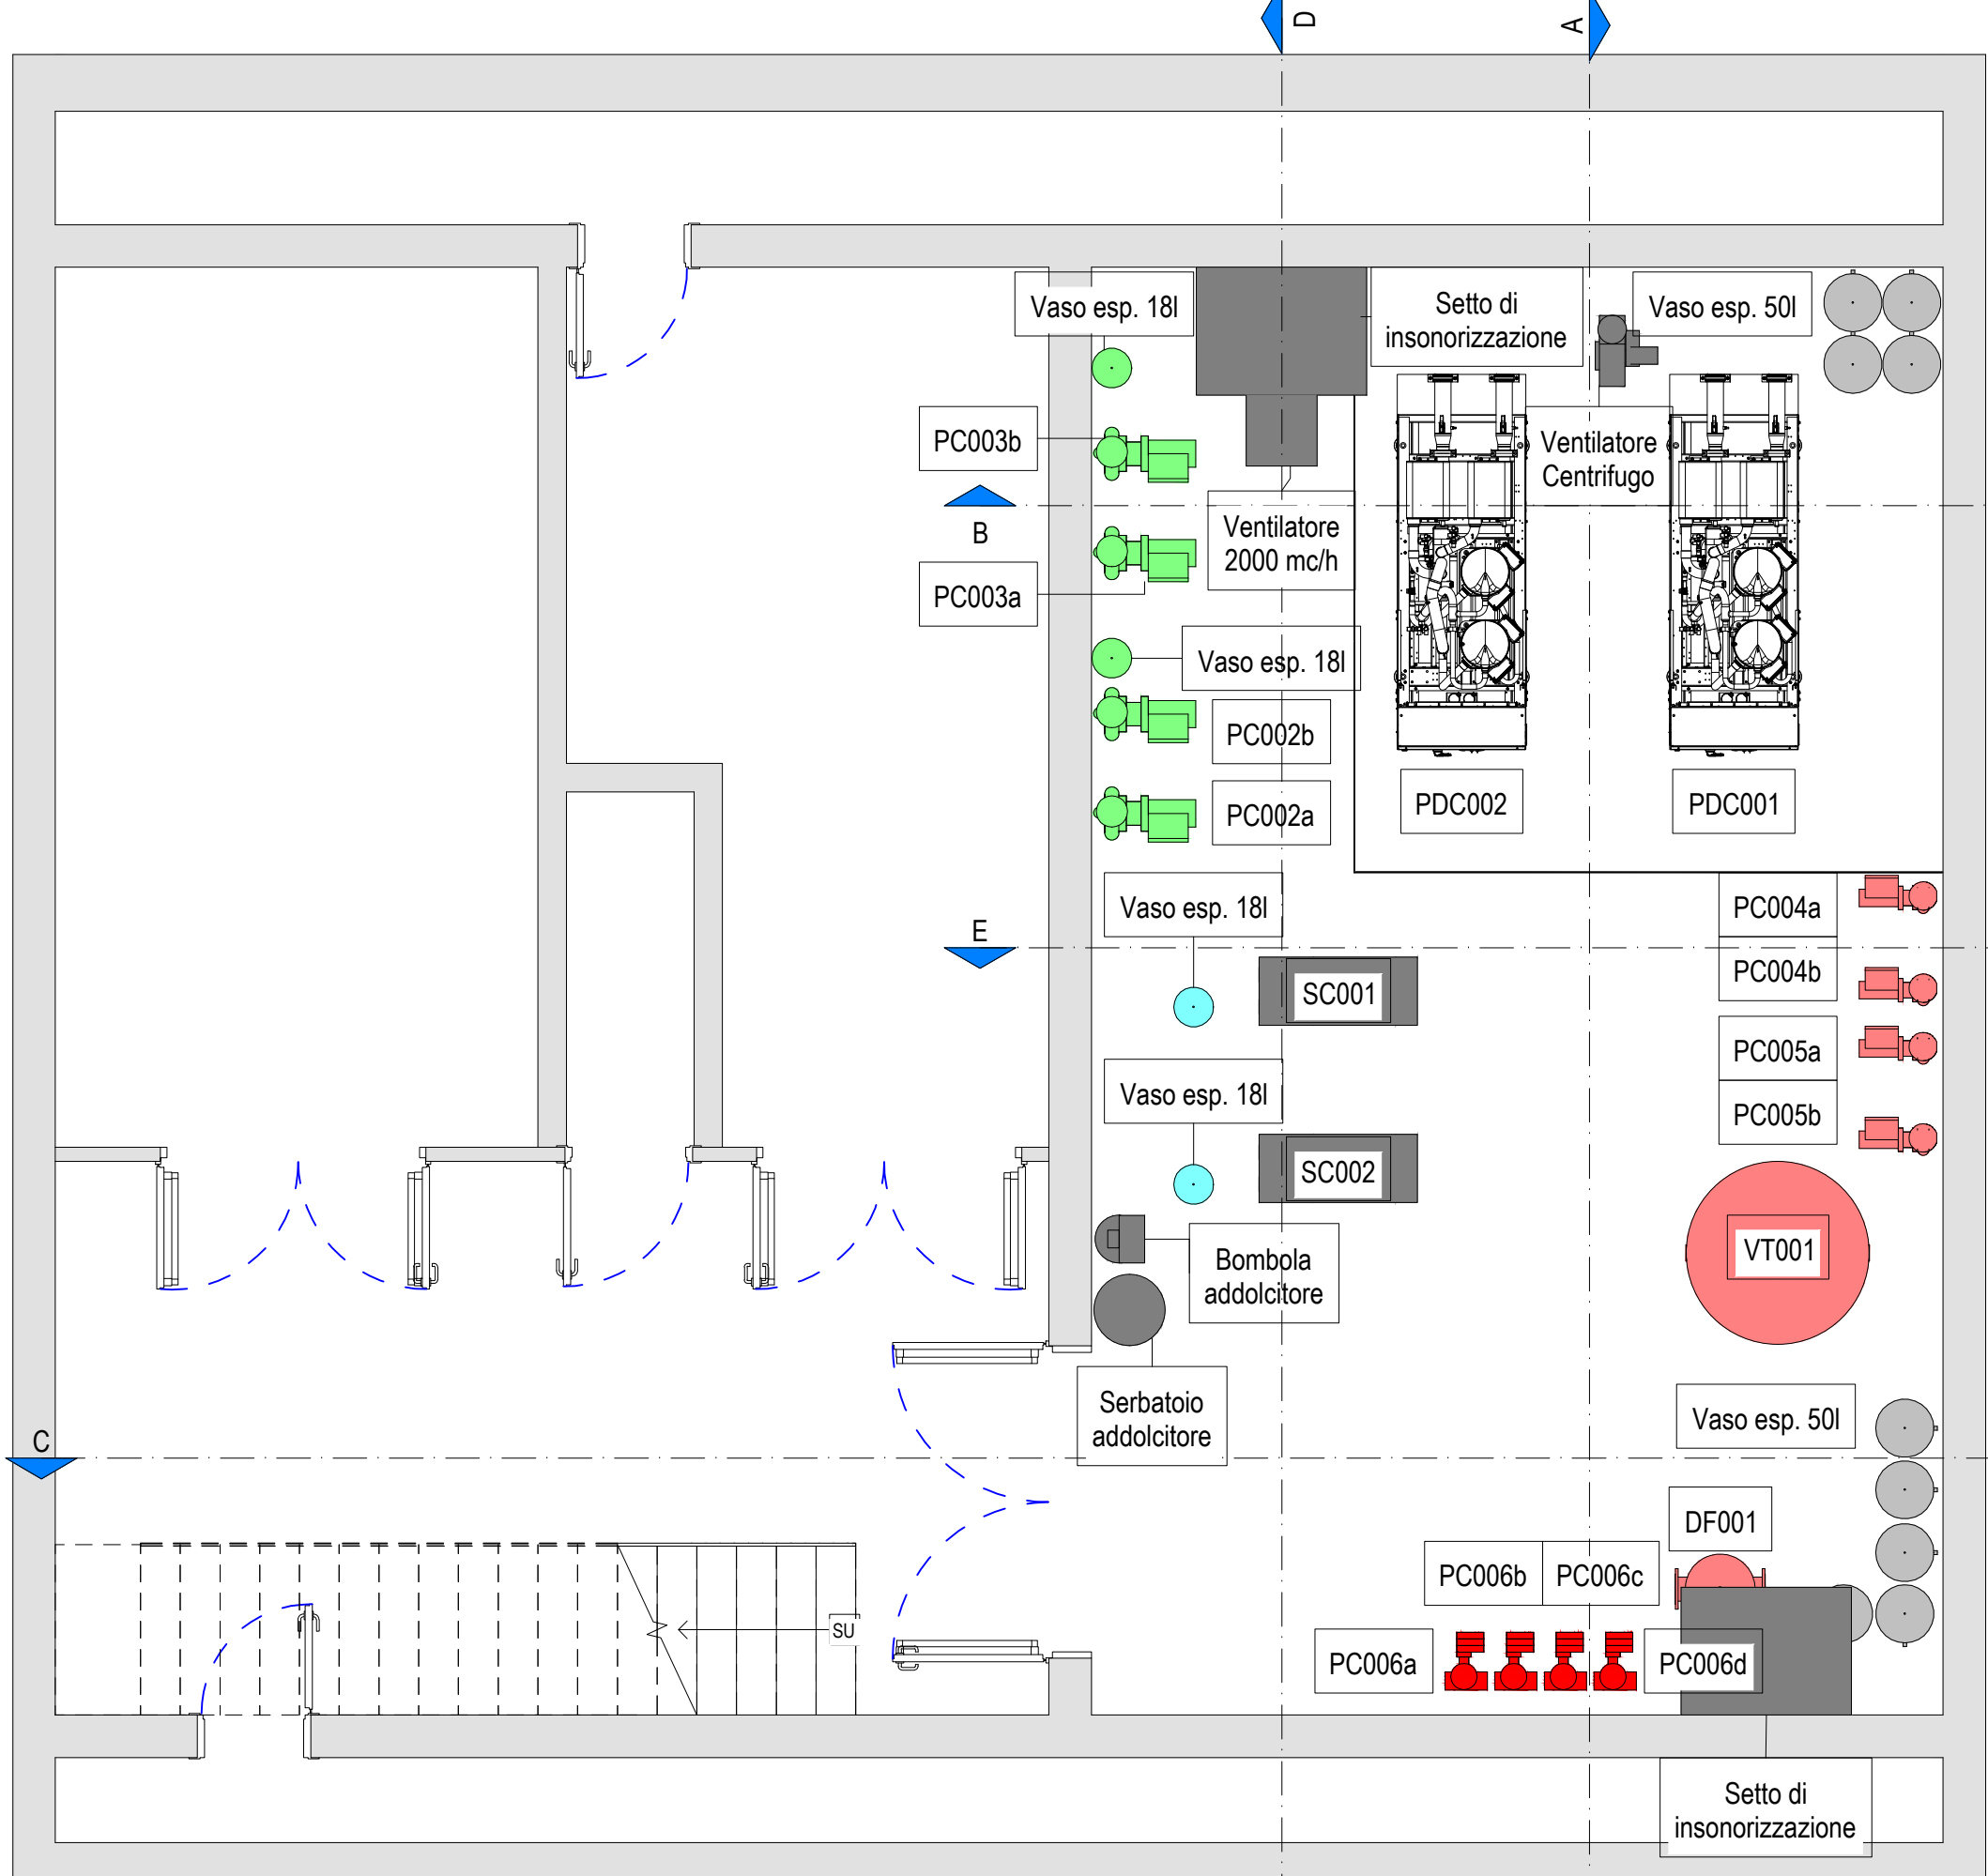 D
A
Vaso esp. 18l
Setto di
insonorizzazione
Vaso esp. 50l
PC003b
Ventilatore
Centrifugo
B
Ventilatore
2000 mc/h
PC003a
Vaso esp. 18l
PC002b
PC002a
PDC002
PDC001
Vaso esp. 18l
PC004a
E
PC004b
SC001
PC005a
Vaso esp. 18l
PC005b
SC002
Bombola
addolcitore
VT001
Serbatoio
addolcitore
Vaso esp. 50l
C
DF001
PC006b
PC006c
SU
PC006a
PC006d
Setto di
insonorizzazione